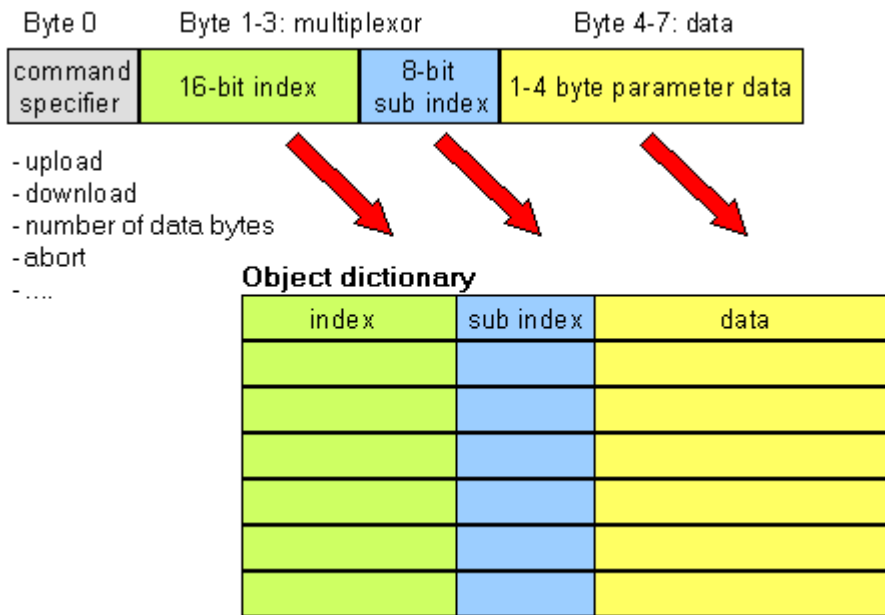 Byte 0
Byte 1-3: multiplexor
Byte 4-7: data
command
specifier
16-bit index
8-bit
sub index
1-4 byte parameter data
- upload
- download
- number of data bytes
- abort
- ....
Object dictionary
index
sub index
data